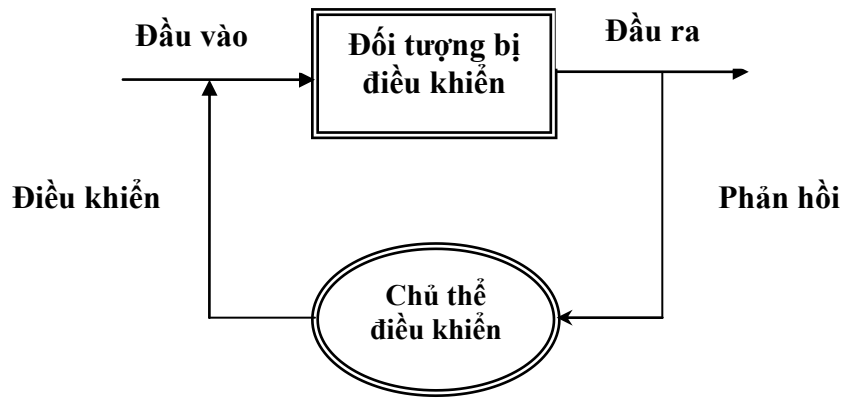 Đầu vào
Đối tượng bị
điều khiển
Đầu ra
Điều khiển
Phản hồi
Chủ thể
điều khiển